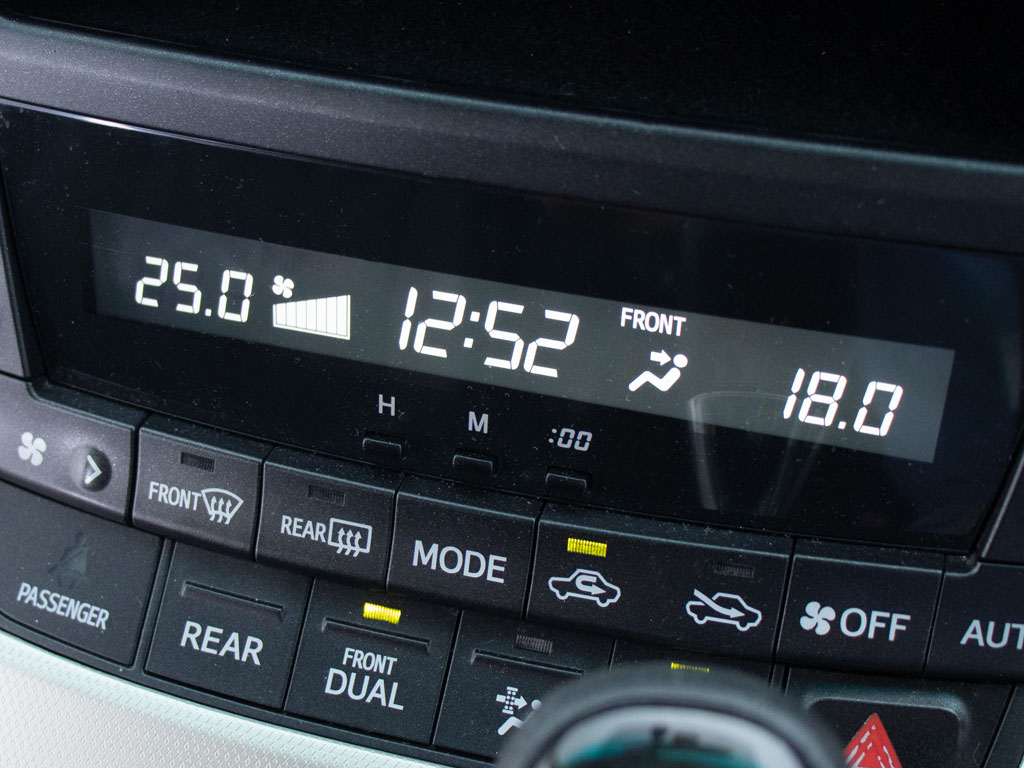 25.0 12:52 FRONT 18.0
H M :00
FRONT
REAR
MODE
OFF
AUT
PASSENGER
REAR
FRONT
DUAL